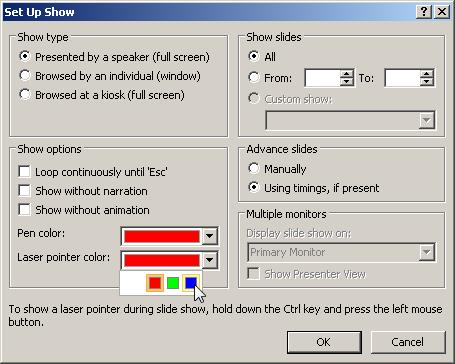 Set Up Show
Show type
Presented by a speaker (full screen)
Browsed by an individual (window)
Browsed at a kiosk (full screen)
Show slides
All
From: To:
Custom show:
Show options
Loop continuously until 'Esc'
Show without narration
Show without animation
Pen color:
Laser pointer color:
Advance slides
Manually
Using timings, if present
Multiple monitors
Display slide show on:
Primary Monitor
Show Presenter View
To show a laser pointer during slide show, hold down the Ctrl key and press the left mouse
button.
OK Cancel